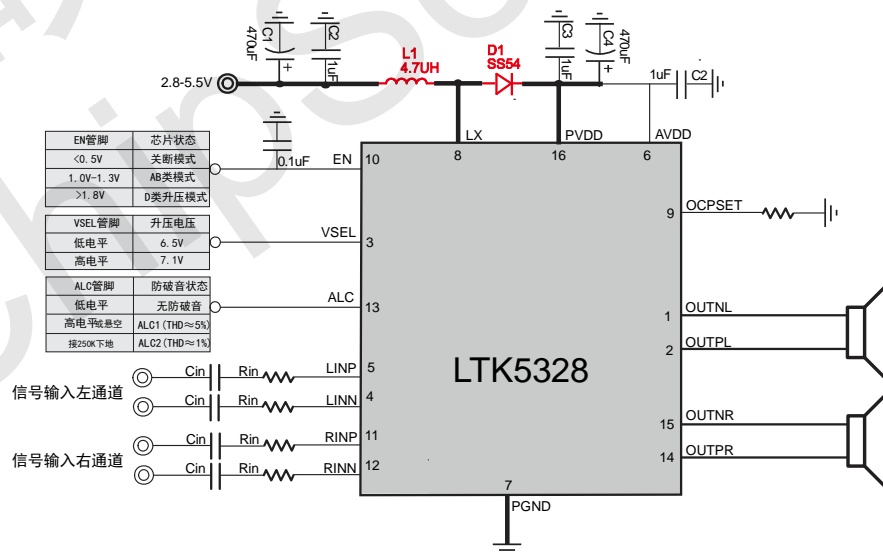 470uF
C1
C2
1uF
L1
4.7UH
D1
SS54
C3
1uF
C4
470uF
2.8-5.5V
1uF
C2
LX
PVDD
AVDD
8
16
6
EN管脚 芯片状态
<0.5V 关断模式
1.0V-1.3V AB类模式
>1.8V D类升压模式
0.1uF
EN
10
VSEL管脚 升压电压
低电平 6.5V
高电平 7.1V
VSEL
3
ALC管脚 防破音状态
低电平 无防破音
高电平或悬空 ALC1(THD≈5%)
接250K下地 ALC2(THD≈1%)
ALC
13
9
OCPSET
1
OUTNL
2
OUTPL
LTK5328
信号输入左通道
Cin Rin LINP 5
Cin Rin LINN 4
信号输入右通道
Cin Rin RINP 11
Cin Rin RINN 12
15
OUTNR
14
OUTPR
7
PGND